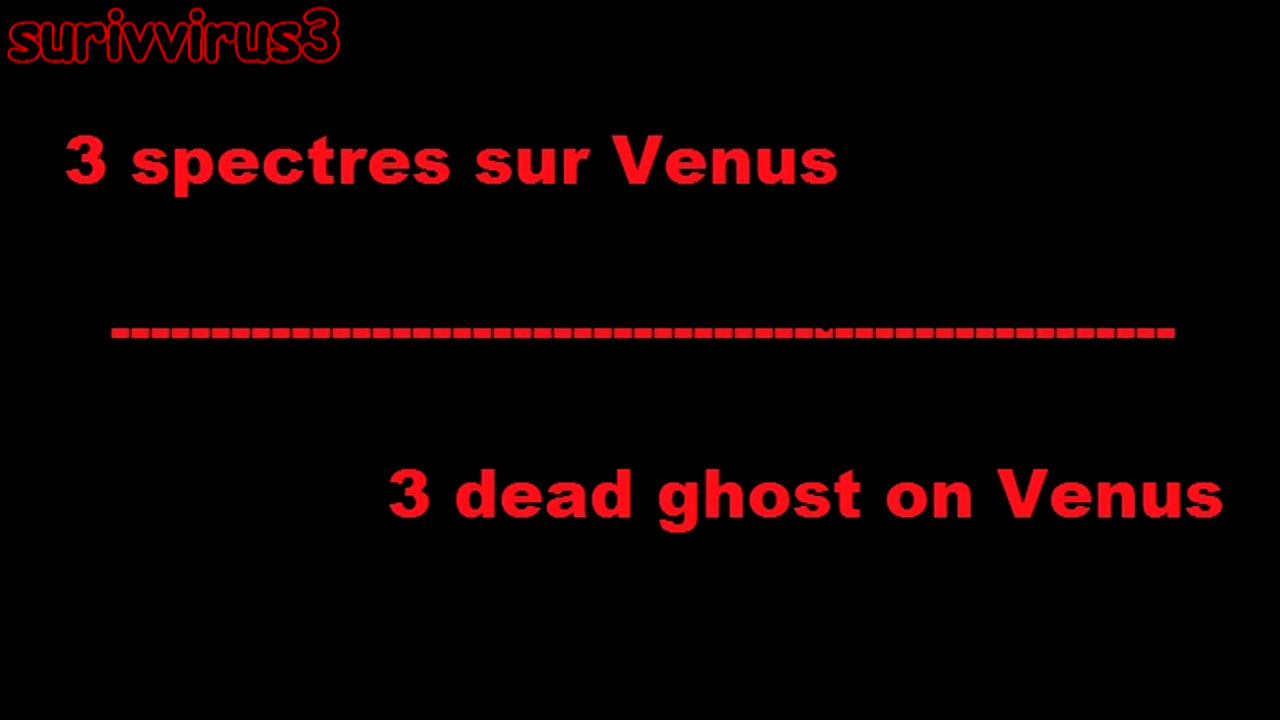 surivvirus3
3 spectres sur Venus
-----------------------------------------------------
3 dead ghost on Venus